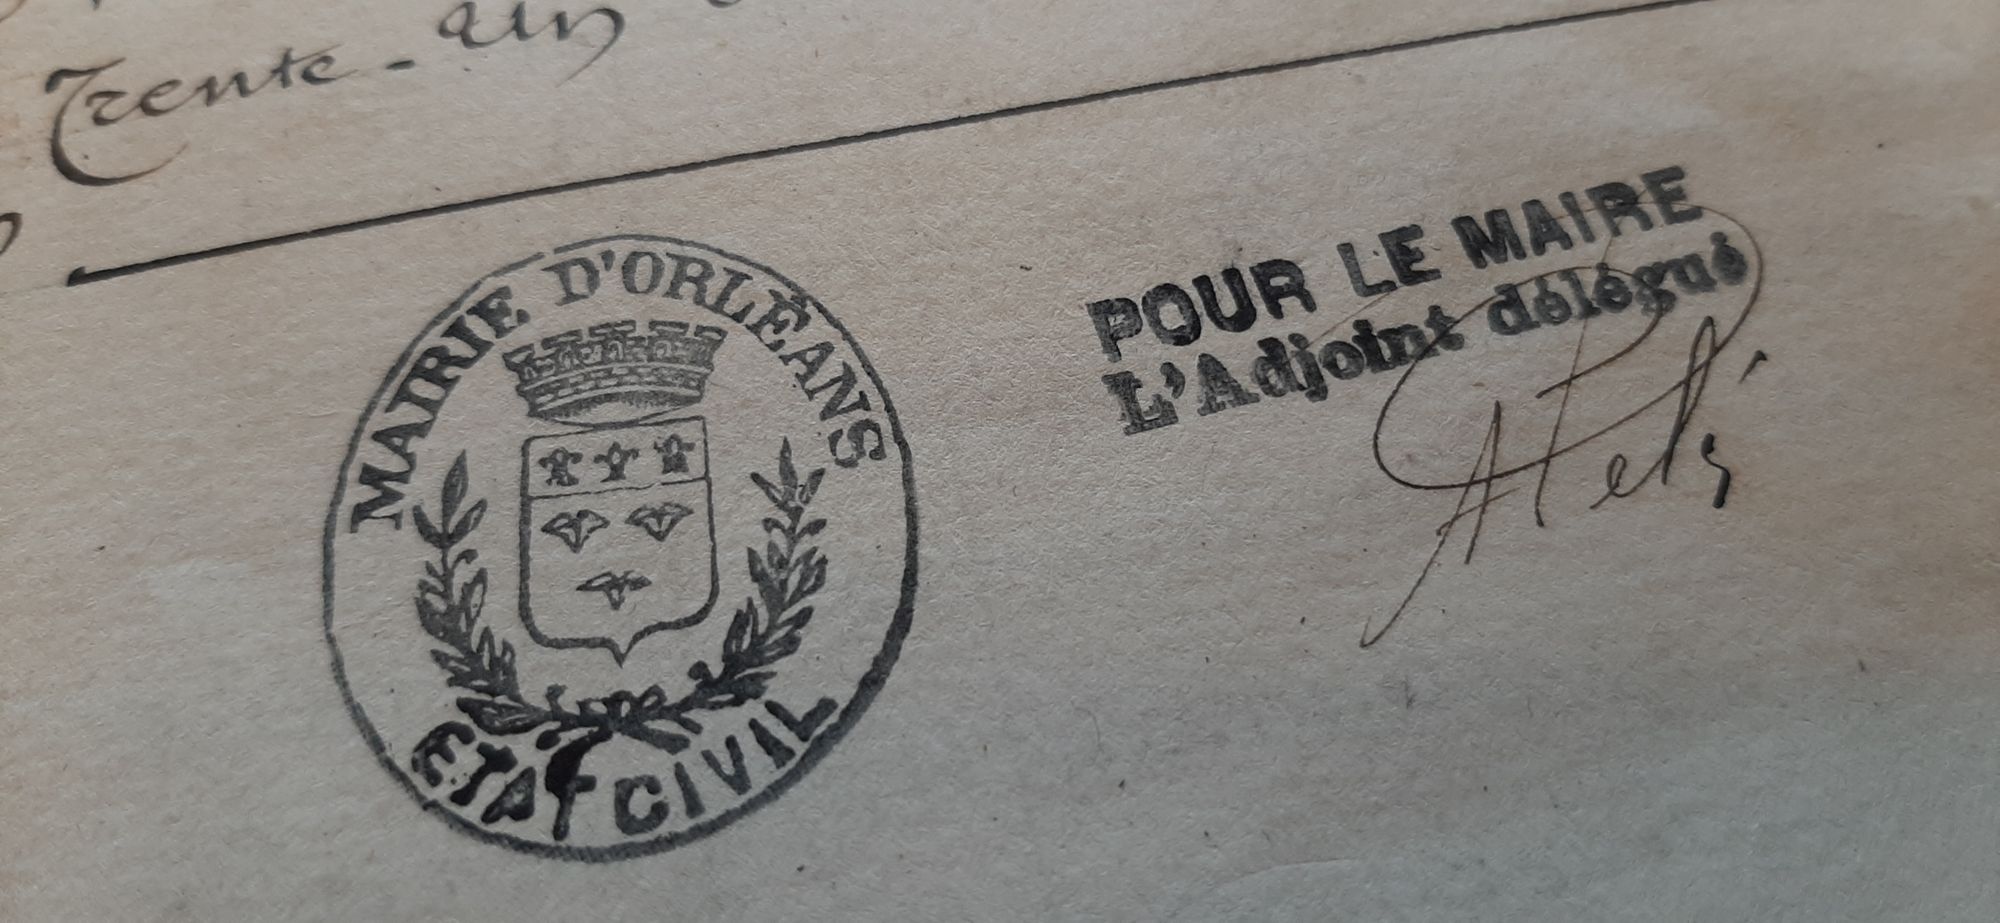 Trente-un
MAIRIE D'ORLÉANS
ETAT CIVIL
POUR LE MAIRE
L'Adjoint délégué